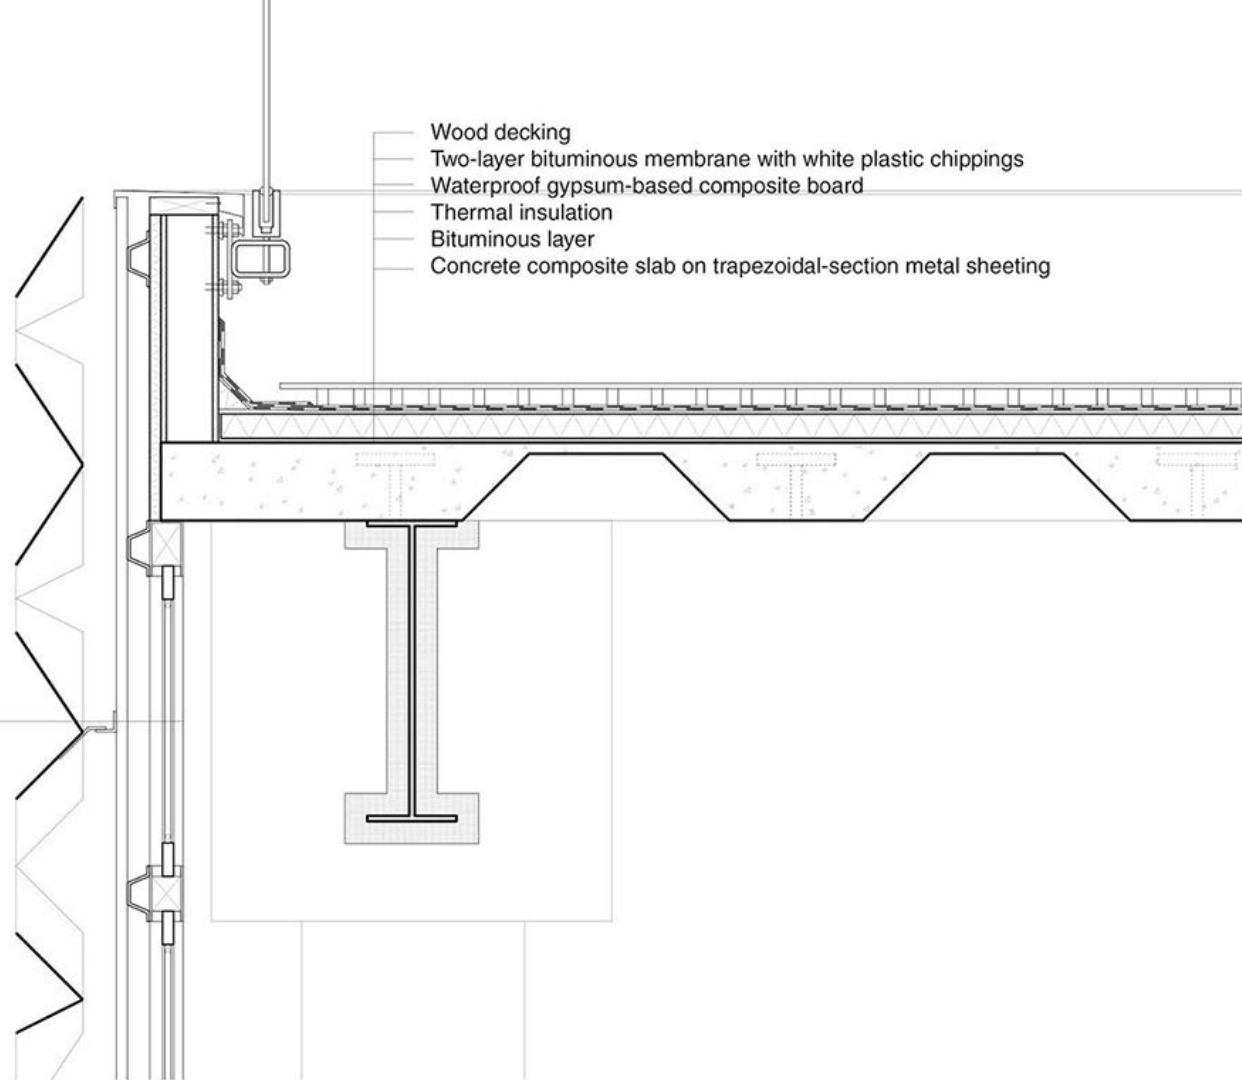 Wood decking
Two-layer bituminous membrane with white plastic chippings
Waterproof gypsum-based composite board
Thermal insulation
Bituminous layer
Concrete composite slab on trapezoidal-section metal sheeting